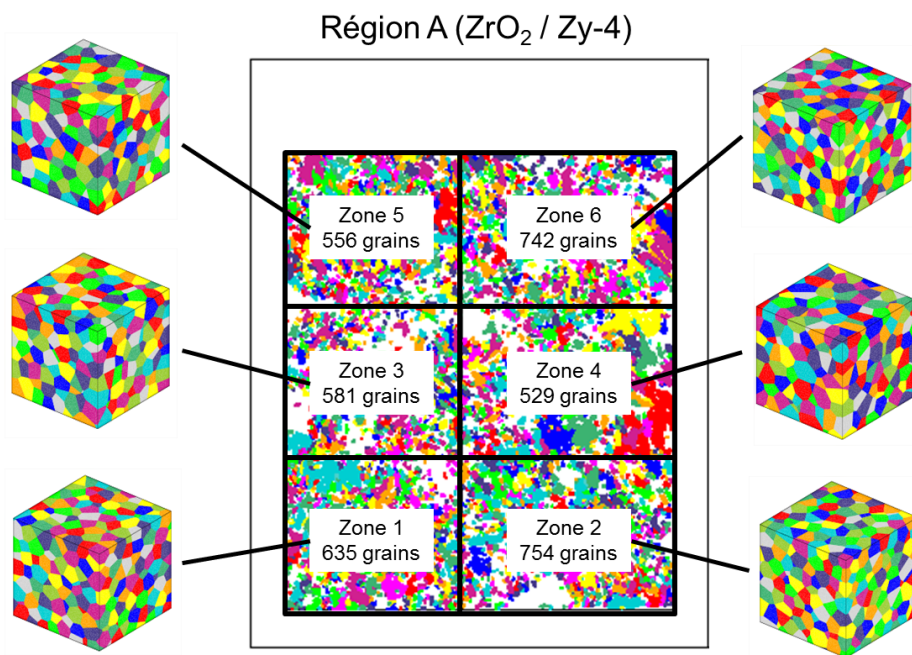 Région A (ZrO₂ / Zy-4)
Zone 5
556 grains
Zone 6
742 grains
Zone 3
581 grains
Zone 4
529 grains
Zone 1
635 grains
Zone 2
754 grains